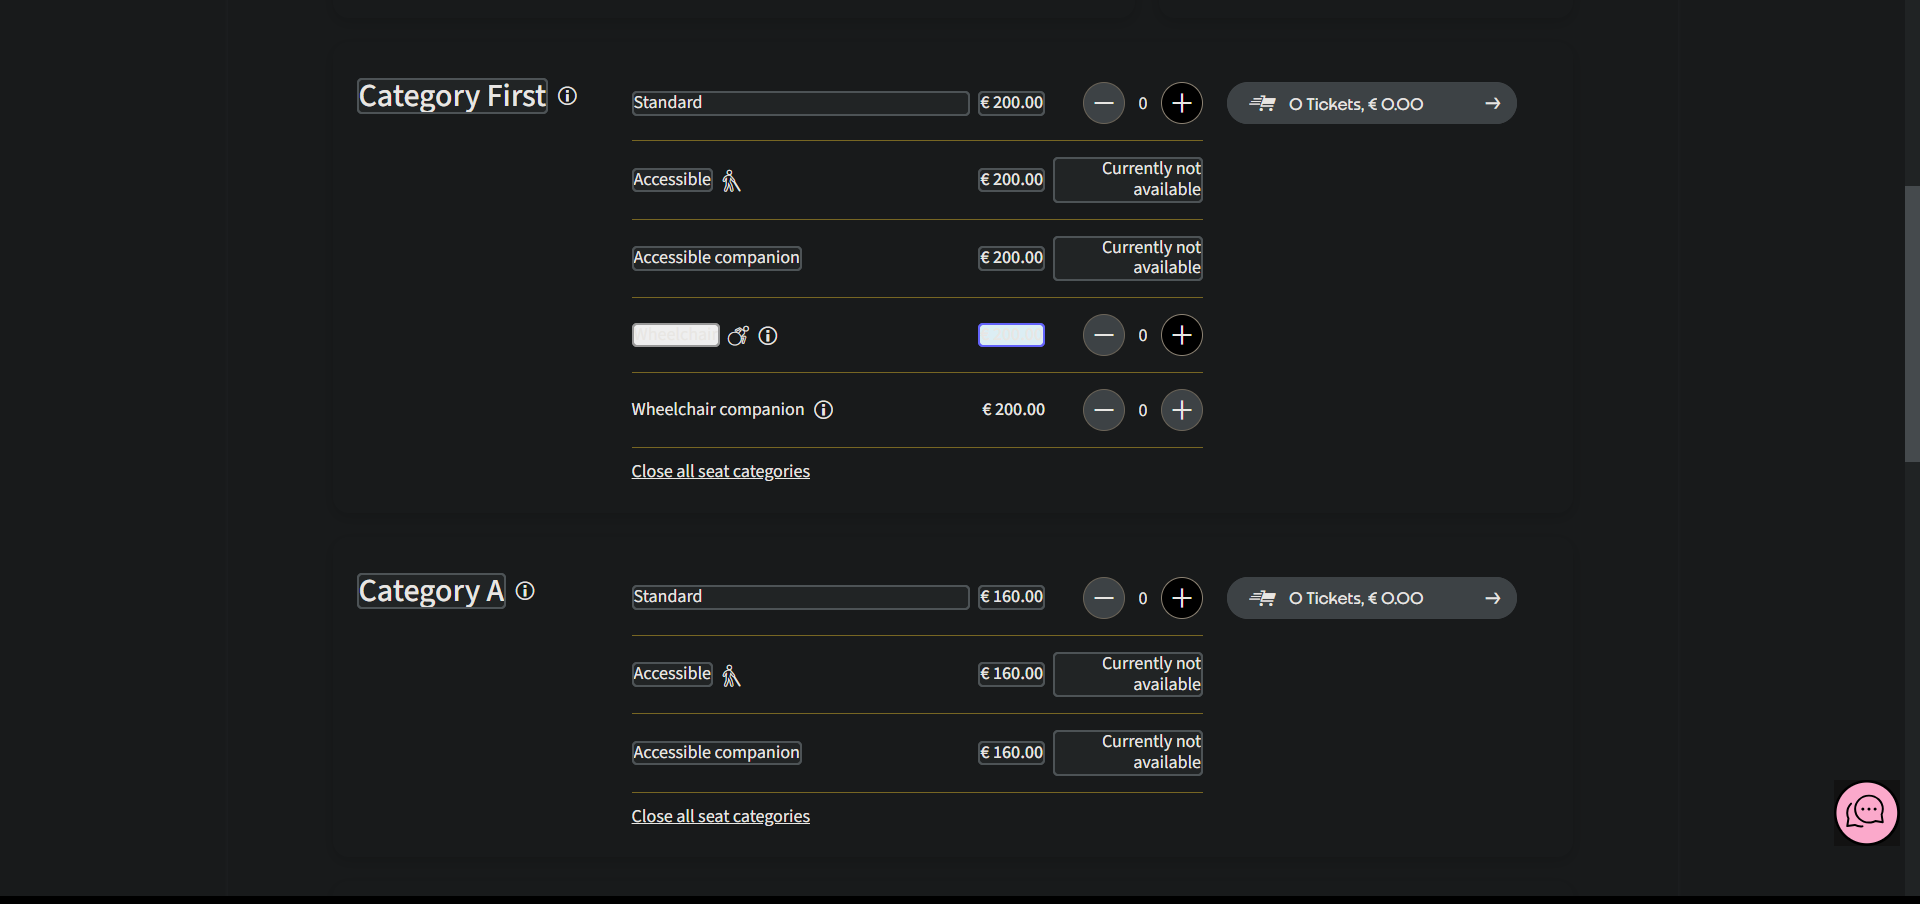 Category First
Standard € 200.00 0 0 Tickets, € 0.00
Accessible € 200.00 Currently not
available
Accessible companion € 200.00 Currently not
available
Wheelchair 0
Wheelchair companion € 200.00 0
Close all seat categories
Category A
Standard € 160.00 0 0 Tickets, € 0.00
Accessible € 160.00 Currently not
available
Accessible companion € 160.00 Currently not
available
Close all seat categories